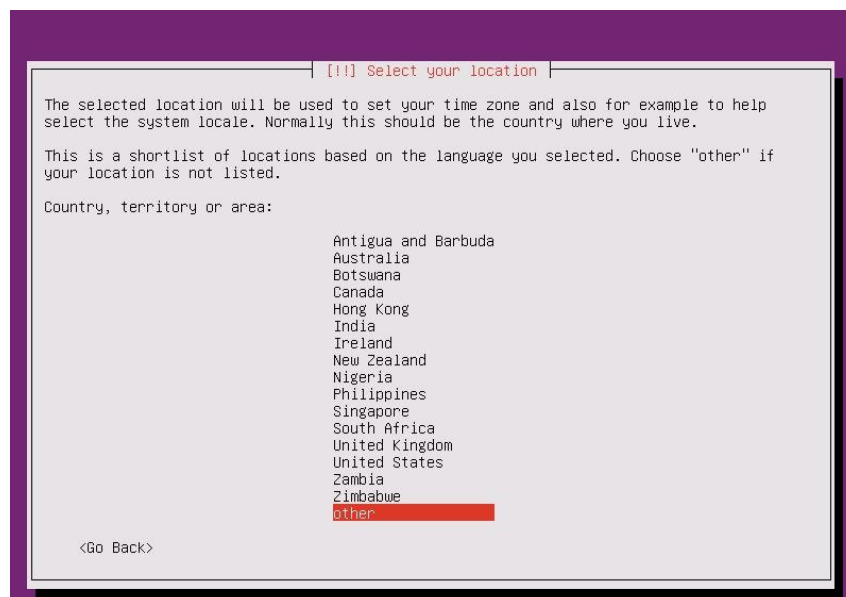 [!!] Select your location
The selected location will be used to set your time zone and also for example to help
select the system locale. Normally this should be the country where you live.
This is a shortlist of locations based on the language you selected. Choose "other" if
your location is not listed.
Country, territory or area:
Antigua and Barbuda
Australia
Botswana
Canada
Hong Kong
India
Ireland
New Zealand
Nigeria
Philippines
Singapore
South Africa
United Kingdom
United States
Zambia
Zimbabwe
other
<Go Back>